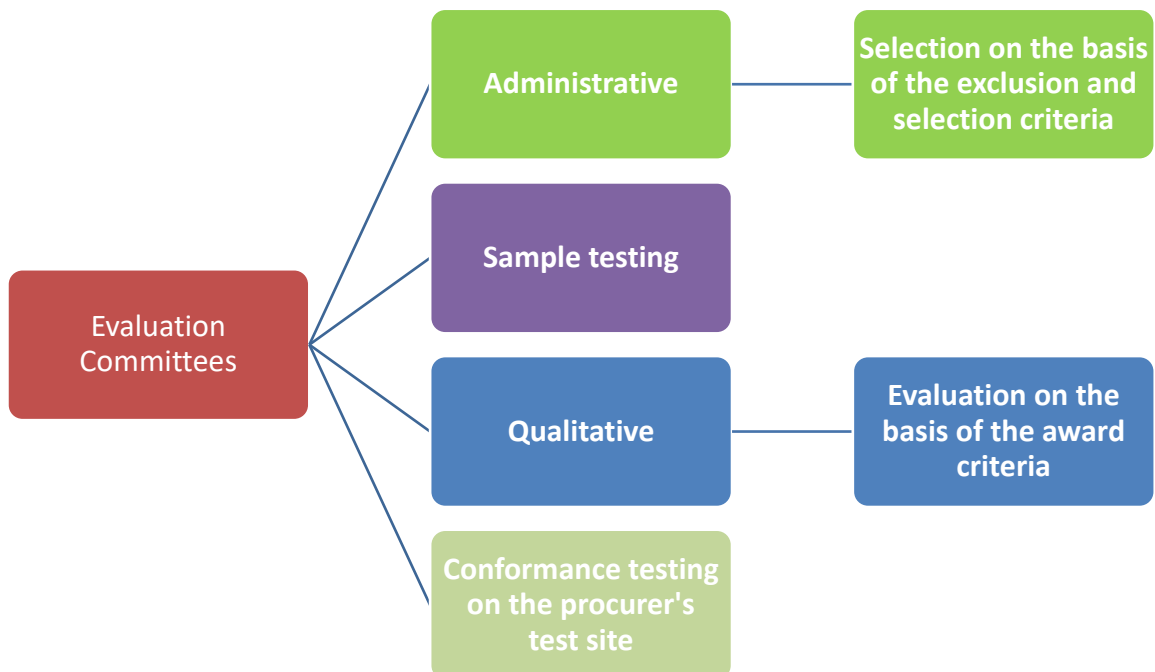 Administrative
Selection on the basis
of the exclusion and
selection criteria
Sample testing
Evaluation
Committees
Qualitative
Evaluation on the
basis of the award
criteria
Conformance testing
on the procurer's
test site